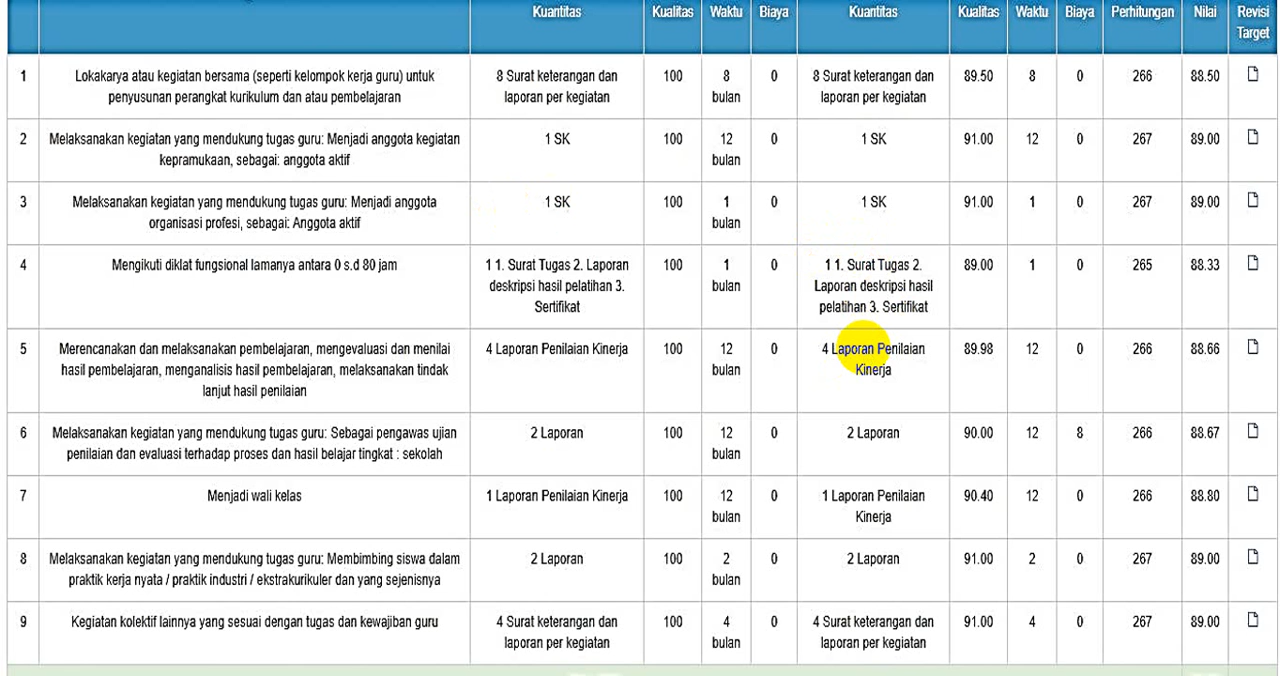 Kuantitas Kualitas Waktu Biaya Kuantitas Kualitas Waktu Biaya Perhitungan Nilai Revisi
Target
1 Lokakarya atau kegiatan bersama (seperti kelompok kerja guru) untuk 8 Surat keterangan dan 100 8 0 8 Surat keterangan dan 89.50 8 0 266 88.50
penyusunan perangkat kurikulum dan atau pembelajaran laporan per kegiatan bulan laporan per kegiatan
2 Melaksanakan kegiatan yang mendukung tugas guru: Menjadi anggota kegiatan 1 SK 100 12 0 1 SK 91.00 12 0 267 89.00
kepramukaan, sebagai: anggota aktif bulan
3 Melaksanakan kegiatan yang mendukung tugas guru: Menjadi anggota 1 SK 100 1 0 1 SK 91.00 1 0 267 89.00
organisasi profesi, sebagai: Anggota aktif bulan
4 Mengikuti diklat fungsional lamanya antara 0 s.d 80 jam 1 1. Surat Tugas 2. Laporan 100 1 0 1 1. Surat Tugas 2. 89.00 1 0 265 88.33
deskripsi hasil pelatihan 3. bulan Laporan deskripsi hasil
Sertifikat pelatihan 3. Sertifikat
5 Merencanakan dan melaksanakan pembelajaran, mengevaluasi dan menilai 4 Laporan Penilaian Kinerja 100 12 0 4 Laporan Penilaian 89.98 12 0 266 88.66
hasil pembelajaran, menganalisis hasil pembelajaran, melaksanakan tindak bulan Kinerja
lanjut hasil penilaian
6 Melaksanakan kegiatan yang mendukung tugas guru: Sebagai pengawas ujian 2 Laporan 100 12 0 2 Laporan 90.00 12 8 266 88.67
penilaian dan evaluasi terhadap proses dan hasil belajar tingkat : sekolah bulan
7 Menjadi wali kelas 1 Laporan Penilaian Kinerja 100 12 0 1 Laporan Penilaian 90.40 12 0 266 88.80
bulan Kinerja
8 Melaksanakan kegiatan yang mendukung tugas guru: Membimbing siswa dalam 2 Laporan 100 2 0 2 Laporan 91.00 2 0 267 89.00
praktik kerja nyata / praktik industri / ekstrakurikuler dan yang sejenisnya bulan
9 Kegiatan kolektif lainnya yang sesuai dengan tugas dan kewajiban guru 4 Surat keterangan dan 100 4 0 4 Surat keterangan dan 91.00 4 0 267 89.00
laporan per kegiatan bulan laporan per kegiatan